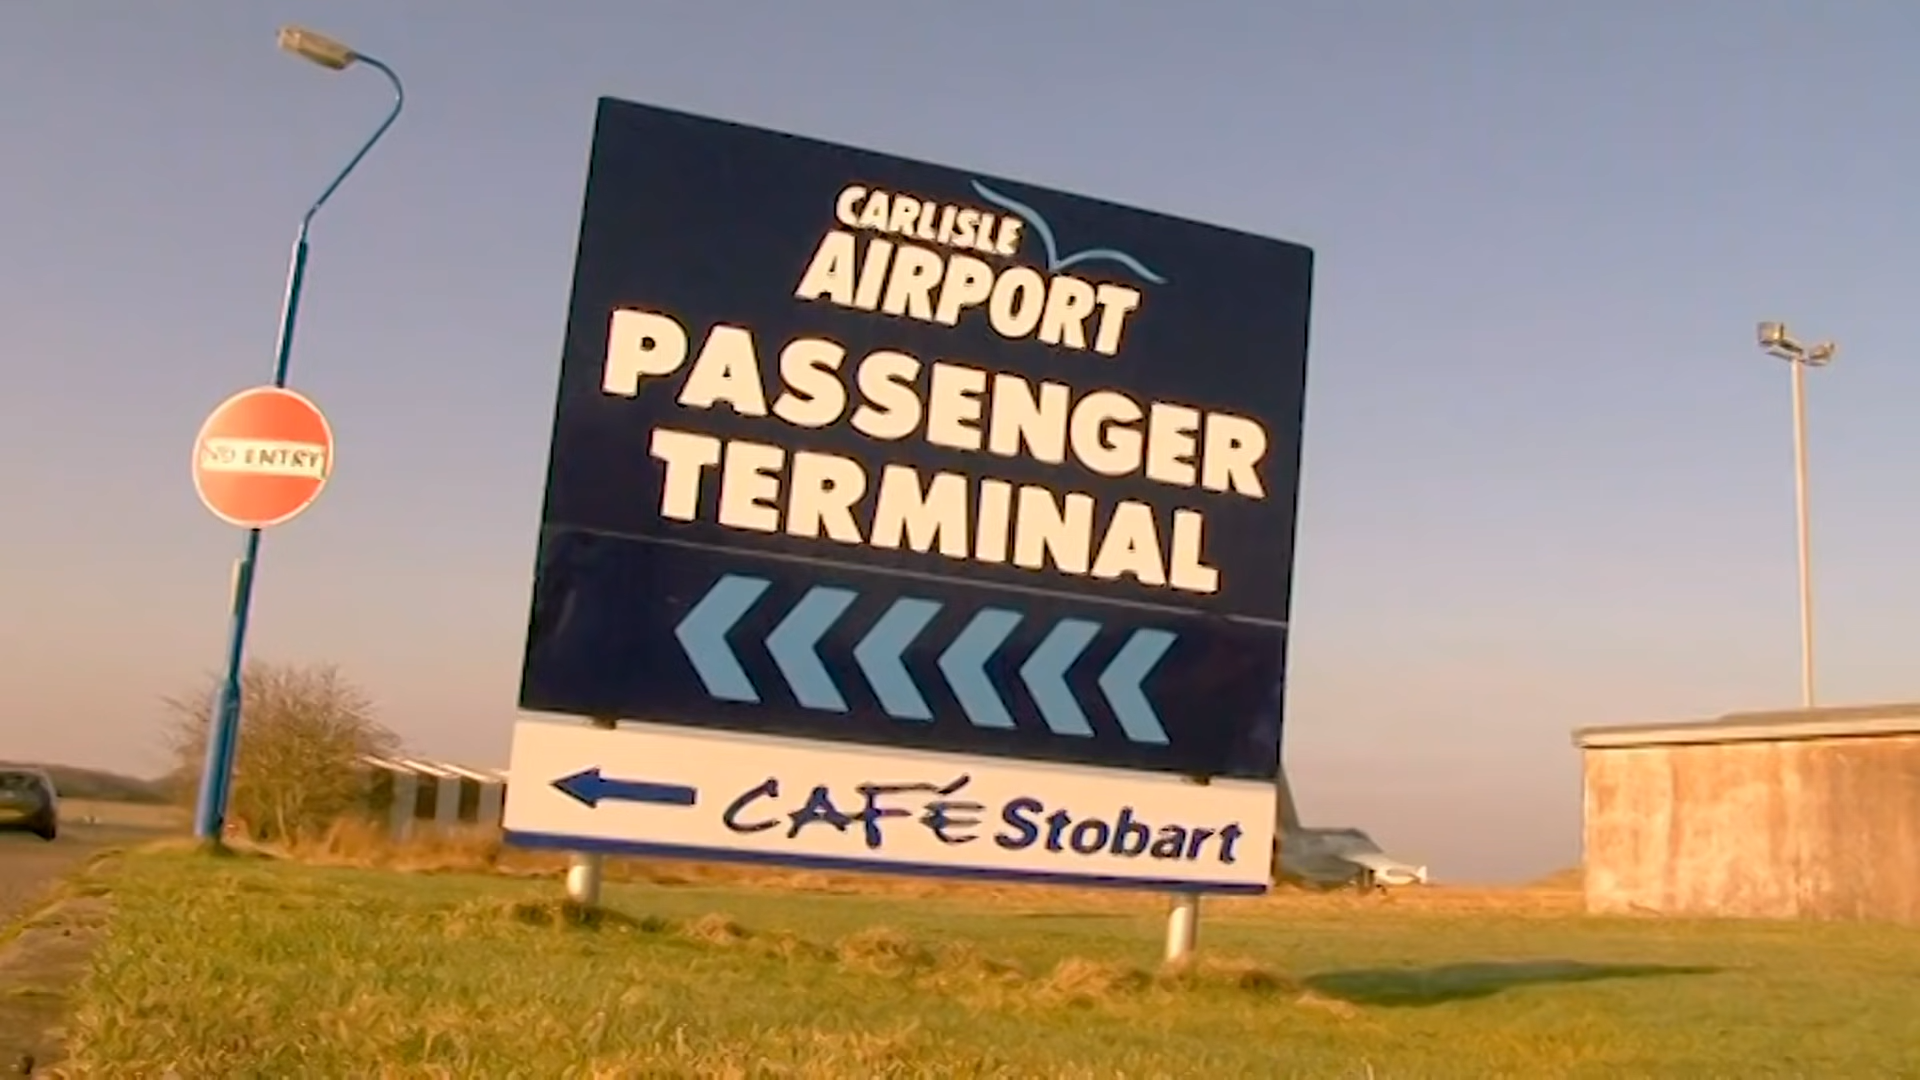 CARLISLE
AIRPORT
PASSENGER
TERMINAL
NO ENTRY
CAFÉ Stobart